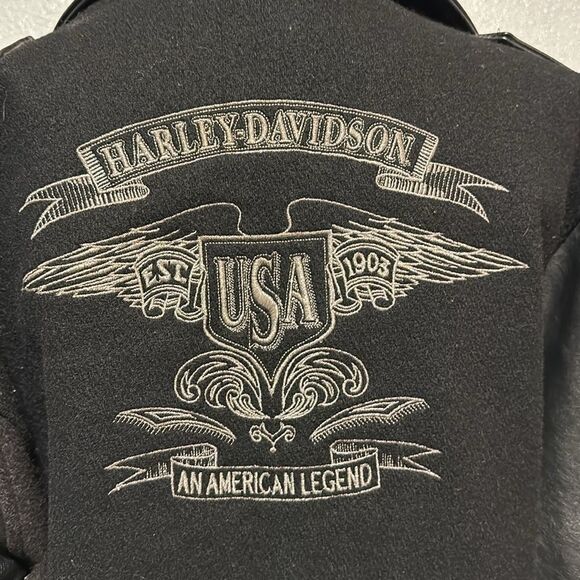 HARLEY-DAVIDSON
EST. USA 1903
AN AMERICAN LEGEND